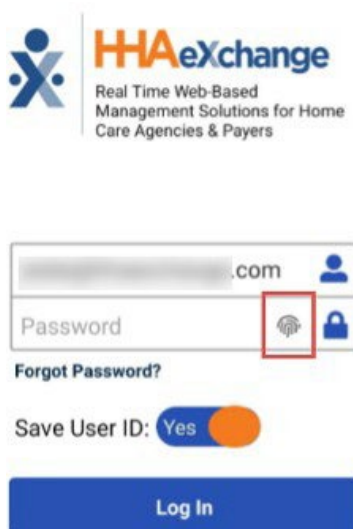 HHAeXchange
Real Time Web-Based
Management Solutions for Home
Care Agencies & Payers
.com
Password
Forgot Password?
Save User ID: Yes
Log In